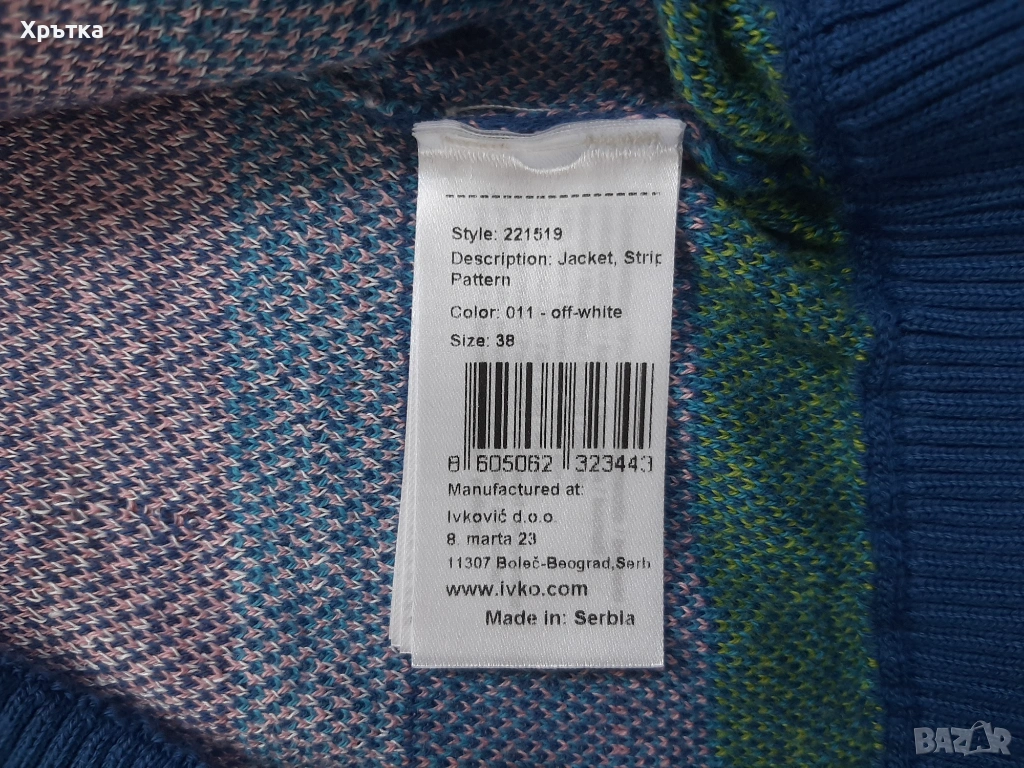 Хрътка
Style: 221519
Description: Jacket, Strip
Pattern
Color: 011 - off-white
Size: 38
8 605062 323443
Manufactured at:
Ivković d.o.o.
8. marta 23
11307 Boleč-Beograd,Serb
www.ivko.com
Made in: Serbia
BAZAR